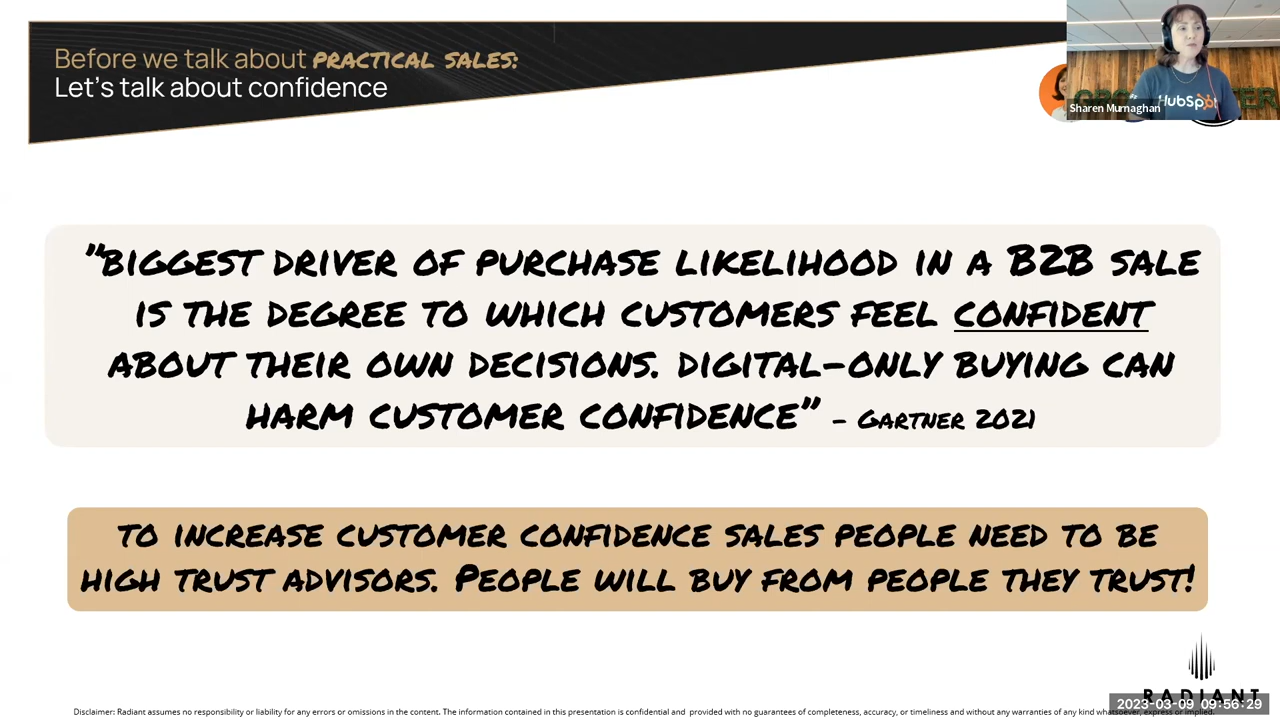 Before we talk about PRACTICAL SALES:
Let's talk about confidence
Sharen Murnaghan
HubSpot
"BIGGEST DRIVER OF PURCHASE LIKELIHOOD IN A B2B SALE
IS THE DEGREE TO WHICH CUSTOMERS FEEL CONFIDENT
ABOUT THEIR OWN DECISIONS. DIGITAL-ONLY BUYING CAN
HARM CUSTOMER CONFIDENCE" - GARTNER 2021
TO INCREASE CUSTOMER CONFIDENCE SALES PEOPLE NEED TO BE
HIGH TRUST ADVISORS. PEOPLE WILL BUY FROM PEOPLE THEY TRUST!
RADIANT
2023-03-09 09:56:29
Disclaimer: Radiant assumes no responsibility or liability for any errors or omissions in the content. The information contained in this presentation is confidential and provided with no guarantees of completeness, accuracy, or timeliness and without any warranties of any kind whatsoever, express or implied.